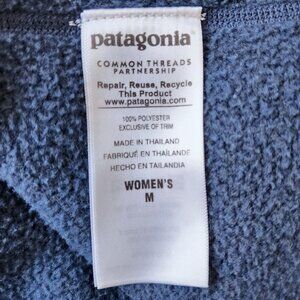 patagonia
COMMON THREADS
PARTNERSHIP
Repair, Reuse, Recycle
This Product
www.patagonia.com
100% POLYESTER
EXCLUSIVE OF TRIM
MADE IN THAILAND
FABRIQUÉ EN THAÏLANDE
HECHO EN TAILANDIA
WOMEN'S
M